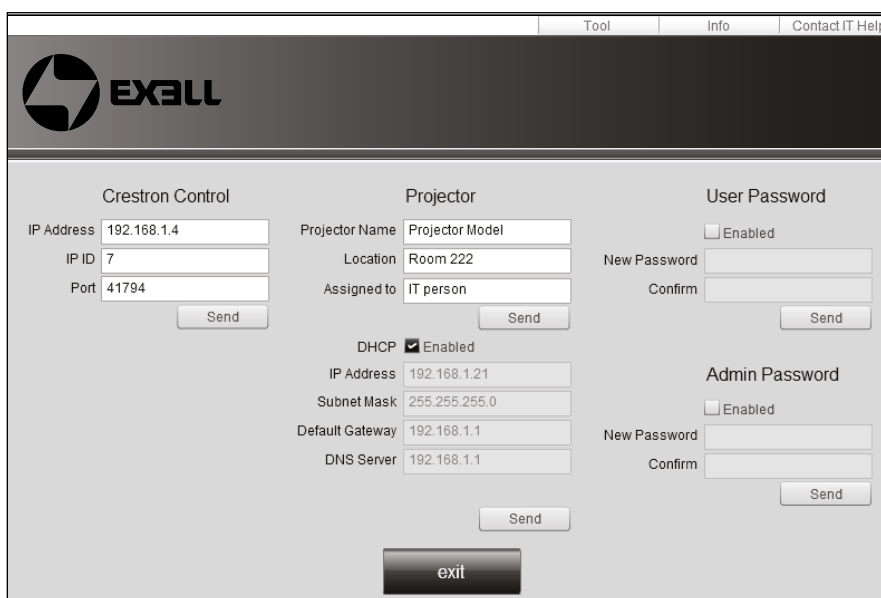 Tool Info Contact IT Help
EXELL
Crestron Control
IP Address 192.168.1.4
IP ID 7
Port 41794
Send
Projector
Projector Name Projector Model
Location Room 222
Assigned to IT person
Send
DHCP Enabled
IP Address 192.168.1.21
Subnet Mask 255.255.255.0
Default Gateway 192.168.1.1
DNS Server 192.168.1.1
Send
User Password
Enabled
New Password
Confirm
Send
Admin Password
Enabled
New Password
Confirm
Send
exit